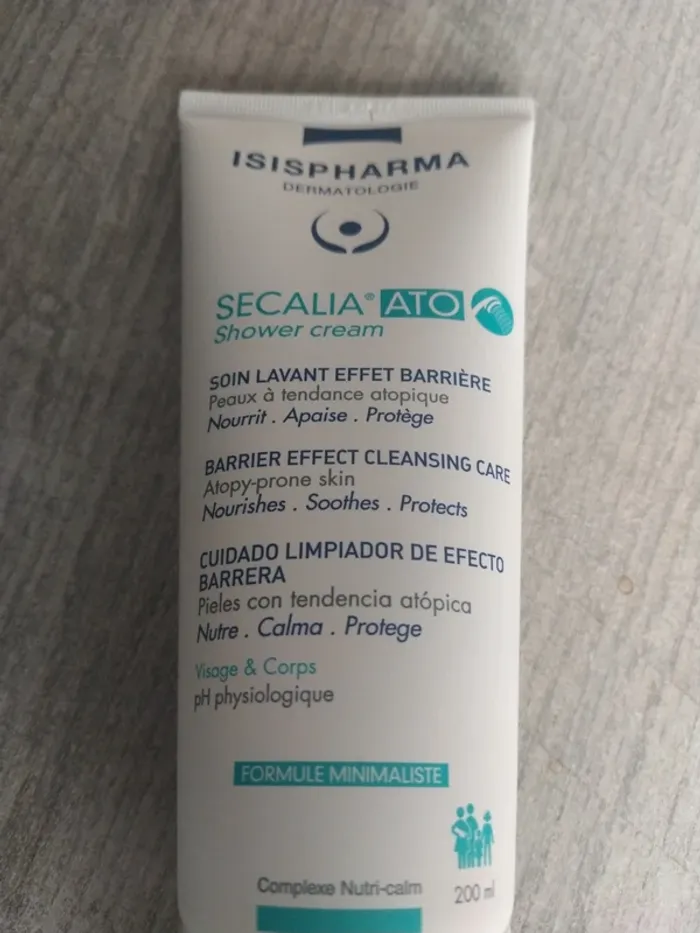 ISISPHARMA
DERMATOLOGIE
SECALIA® ATO
Shower cream
SOIN LAVANT EFFET BARRIÈRE
Peaux à tendance atopique
Nourrit . Apaise . Protège
BARRIER EFFECT CLEANSING CARE
Atopy-prone skin
Nourishes . Soothes . Protects
CUIDADO LIMPIADOR DE EFECTO
BARRERA
Pieles con tendencia atópica
Nutre . Calma . Protege
Visage & Corps
pH physiologique
FORMULE MINIMALISTE
Complexe Nutri-calm
200 ml